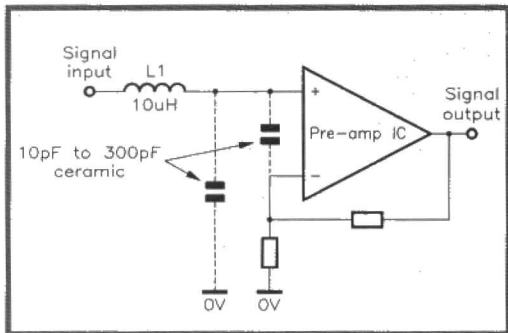 Signal
input
L1
10uH
Signal
output
+
Pre-amp IC
10pF to 300pF
ceramic
−
0V
0V